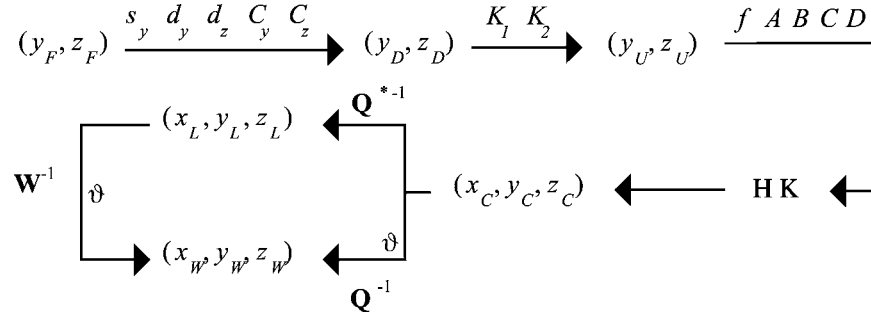 s_y d_y d_z C_y C_z K_1 K_2 f A B C D
(y_F, z_F) (y_D, z_D) (y_U, z_U)
Q^{*-1}
(x_L, y_L, z_L)
W^{-1} ϑ (x_C, y_C, z_C) H K
(x_W, y_W, z_W) ϑ
Q^{-1}